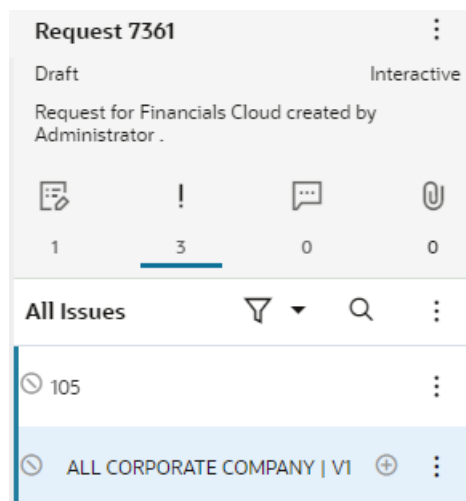 Request 7361
Draft Interactive
Request for Financials Cloud created by
Administrator .
1 3 0 0
All Issues
105
ALL CORPORATE COMPANY | V1